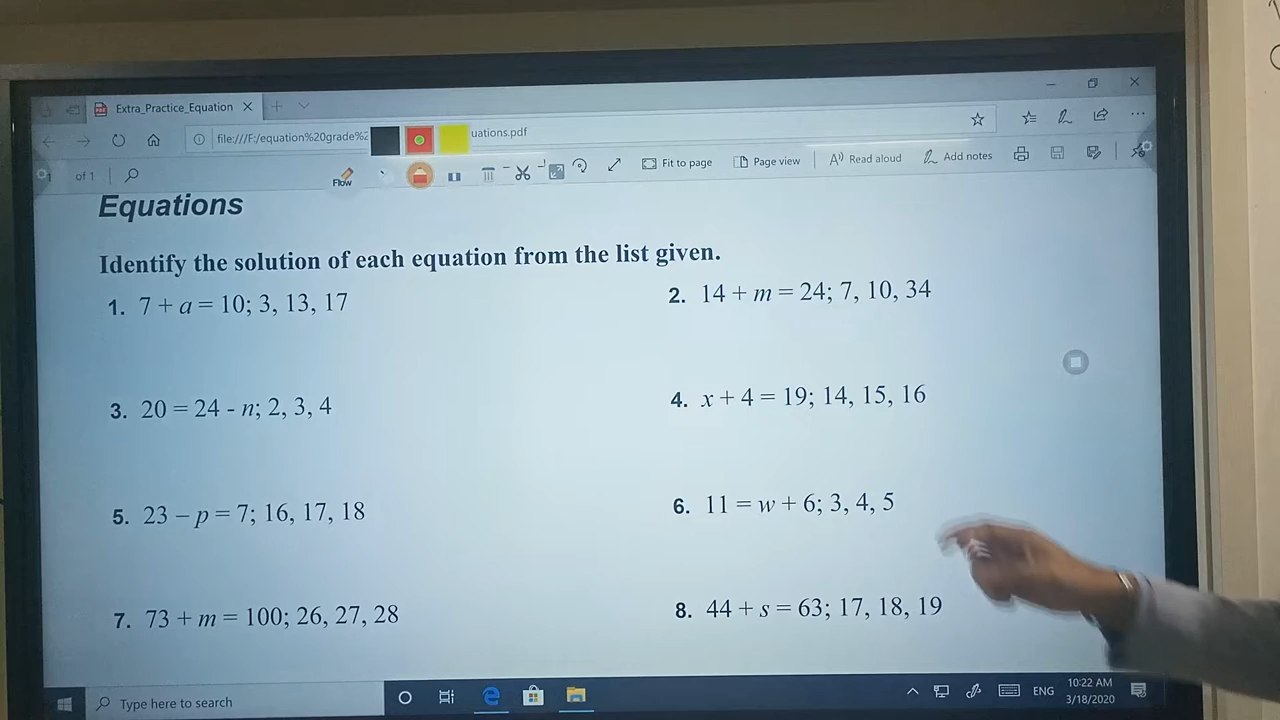 Extra_Practice_Equation
file:///F:/equation%20grade%2
uations.pdf
of 1
Flow
Fit to page
Page view
Read aloud
Add notes
Equations
Identify the solution of each equation from the list given.
1. 7 + a = 10; 3, 13, 17
2. 14 + m = 24; 7, 10, 34
3. 20 = 24 - n; 2, 3, 4
4. x + 4 = 19; 14, 15, 16
5. 23 – p = 7; 16, 17, 18
6. 11 = w + 6; 3, 4, 5
7. 73 + m = 100; 26, 27, 28
8. 44 + s = 63; 17, 18, 19
Type here to search
ENG
10:22 AM
3/18/2020